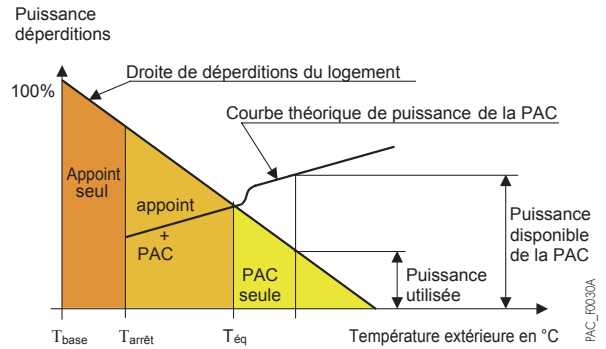 Puissance
déperditions
100%
Droite de déperditions du logement
Courbe théorique de puissance de la PAC
Appoint
seul
appoint
+
PAC
PAC
seule
Puissance
utilisée
Puissance
disponible
de la PAC
Tbase
Tarrêt
Téq
Température extérieure en °C
PAC_F0030A